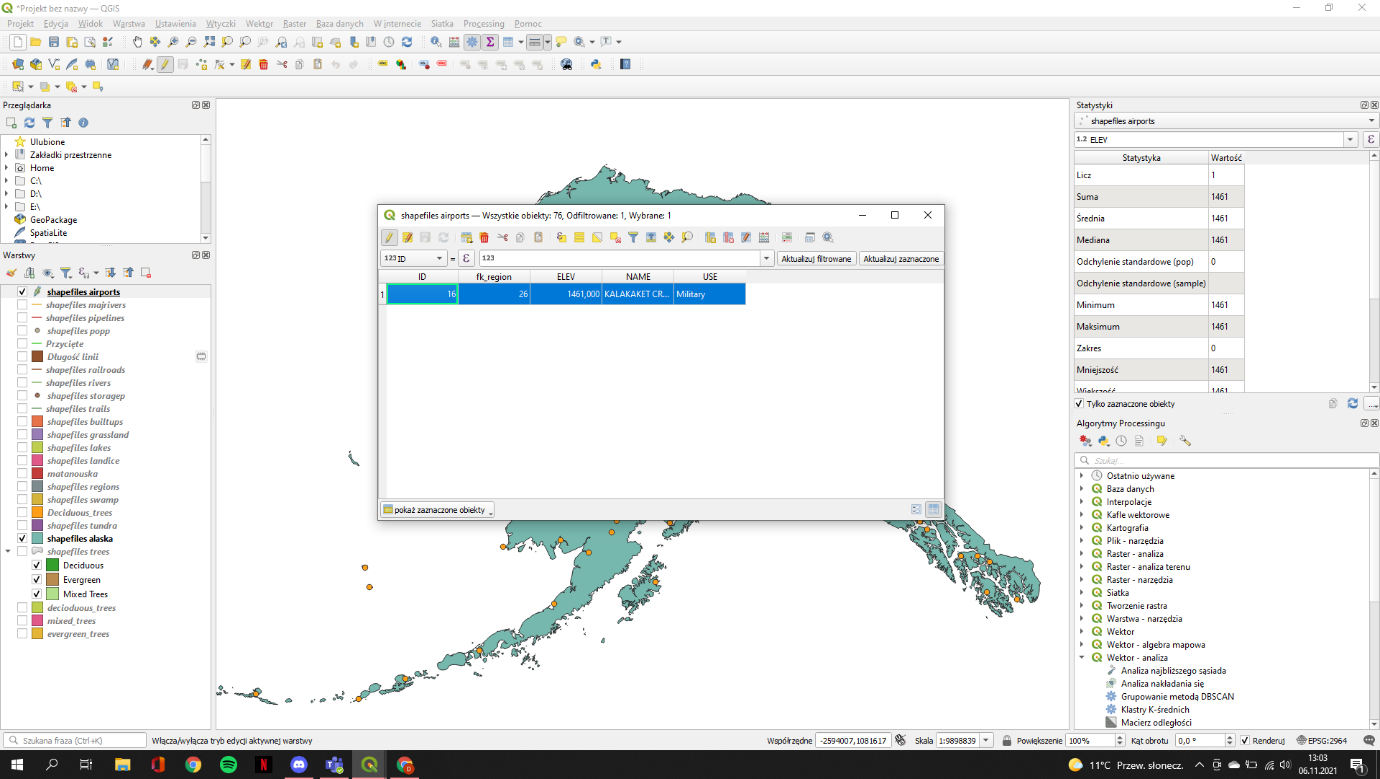 *Projekt bez nazwy — QGIS
Projekt Edycja Widok Warstwa Ustawienia Wtyczki Wektor Raster Baza danych W internecie Siatka Processing Pomoc
Przeglądarka
Ulubione
Zakładki przestrzenne
Home
C:\
D:\
E:\
GeoPackage
SpatiaLite
Warstwy
shapefiles airports
shapefiles majrivers
shapefiles pipelines
shapefiles popp
Przycięte
Długość linii
shapefiles railroads
shapefiles rivers
shapefiles storagep
shapefiles trails
shapefiles builtups
shapefiles grassland
shapefiles lakes
shapefiles landice
matanouska
shapefiles regions
shapefiles swamp
Deciduous_trees
shapefiles tundra
shapefiles alaska
shapefiles trees
Deciduous
Evergreen
Mixed Trees
decioduous_trees
mixed_trees
evergreen_trees
shapefiles airports — Wszystkie obiekty: 76, Odfiltrowane: 1, Wybrane: 1
123 ID = ε 123 Aktualizuj filtrowane Aktualizuj zaznaczone
ID fk_region ELEV NAME USE
1 16 26 1461,000 KALAKAKET CR... Military
pokaż zaznaczone obiekty
Statystyki
shapefiles airports
1.2 ELEV ε
Statystyka Wartość
Licz 1
Suma 1461
Średnia 1461
Mediana 1461
Odchylenie standardowe (pop) 0
Odchylenie standardowe (sample)
Minimum 1461
Maksimum 1461
Zakres 0
Mniejszość 1461
Większość 1461
Tylko zaznaczone obiekty
Algorytmy Processingu
Szukaj...
Ostatnio używane
Baza danych
Interpolacje
Kafle wektorowe
Kartografia
Plik - narzędzia
Raster - analiza
Raster - analiza terenu
Raster - narzędzia
Siatka
Tworzenie rastra
Warstwa - narzędzia
Wektor
Wektor - algebra mapowa
Wektor - analiza
Analiza najbliższego sąsiada
Analiza nakładania się
Grupowanie metodą DBSCAN
Klastry K-średnich
Macierz odległości
Szukana fraza (Ctrl+K) Włącza/wyłącza tryb edycji aktywnej warstwy Współrzędne -2594007,1081617 Skala 1:9898839 Powiększenie 100% Kąt obrotu 0,0 ° Renderuj EPSG:2964
11°C Przew. słonecz. 13:03
06.11.2021